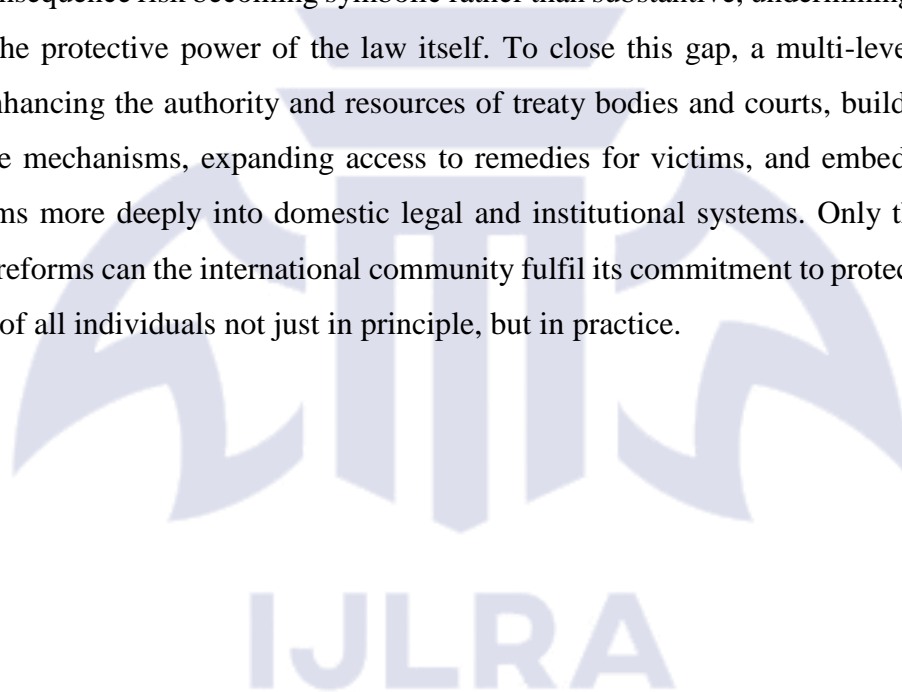 nsequence risk becoming symbolic rather than substantive, undermining
he protective power of the law itself. To close this gap, a multi-leve
nhancing the authority and resources of treaty bodies and courts, build
e mechanisms, expanding access to remedies for victims, and embed
ms more deeply into domestic legal and institutional systems. Only t
reforms can the international community fulfil its commitment to protec
of all individuals not just in principle, but in practice.
IJLRA